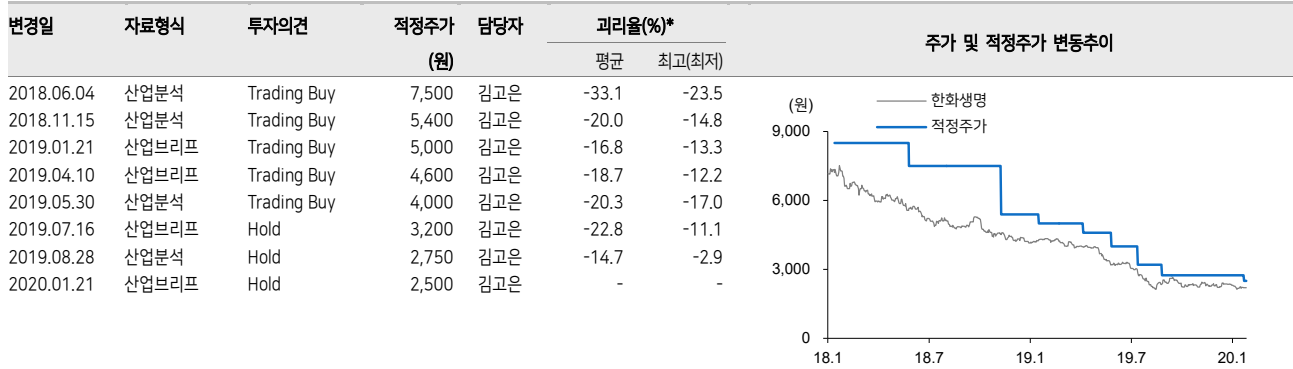 변경일 자료형식 투자의견 적정주가 담당자 괴리율(%)* 주가 및 적정주가 변동추이
(원) 평균 최고(최저)
2018.06.04 산업분석 Trading Buy 7,500 김고은 -33.1 -23.5
2018.11.15 산업분석 Trading Buy 5,400 김고은 -20.0 -14.8
2019.01.21 산업브리프 Trading Buy 5,000 김고은 -16.8 -13.3
2019.04.10 산업브리프 Trading Buy 4,600 김고은 -18.7 -12.2
2019.05.30 산업분석 Trading Buy 4,000 김고은 -20.3 -17.0
2019.07.16 산업브리프 Hold 3,200 김고은 -22.8 -11.1
2019.08.28 산업분석 Hold 2,750 김고은 -14.7 -2.9
2020.01.21 산업브리프 Hold 2,500 김고은 - -
(원)
한화생명
적정주가
9,000
6,000
3,000
0
18.1 18.7 19.1 19.7 20.1